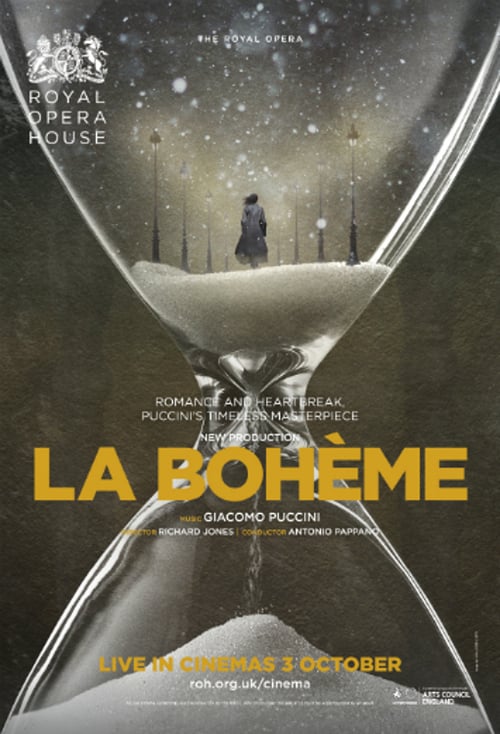 THE ROYAL OPERA
ROYAL
OPERA
HOUSE
ROMANCE AND HEARTBREAK,
PUCCINI'S TIMELESS MASTERPIECE
NEW PRODUCTION
LA BOHÈME
MUSIC GIACOMO PUCCINI
DIRECTOR RICHARD JONES | CONDUCTOR ANTONIO PAPPANO
LIVE IN CINEMAS 3 OCTOBER
roh.org.uk/cinema
ARTS COUNCIL
ENGLAND